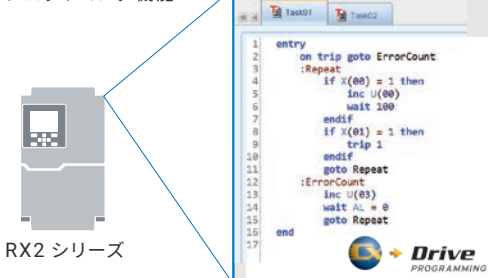 Task01
Task02
1 entry
2 on trip goto ErrorCount
3 :Repeat
4 if X(00) = 1 then
5 inc U(00)
6 wait 100
7 endif
8 if X(01) = 1 then
9 trip 1
10 endif
11 goto Repeat
12 :ErrorCount
13 inc U(03)
14 wait AL = 0
15 goto Repeat
16 end
17
RX2 シリーズ
Drive
PROGRAMMING